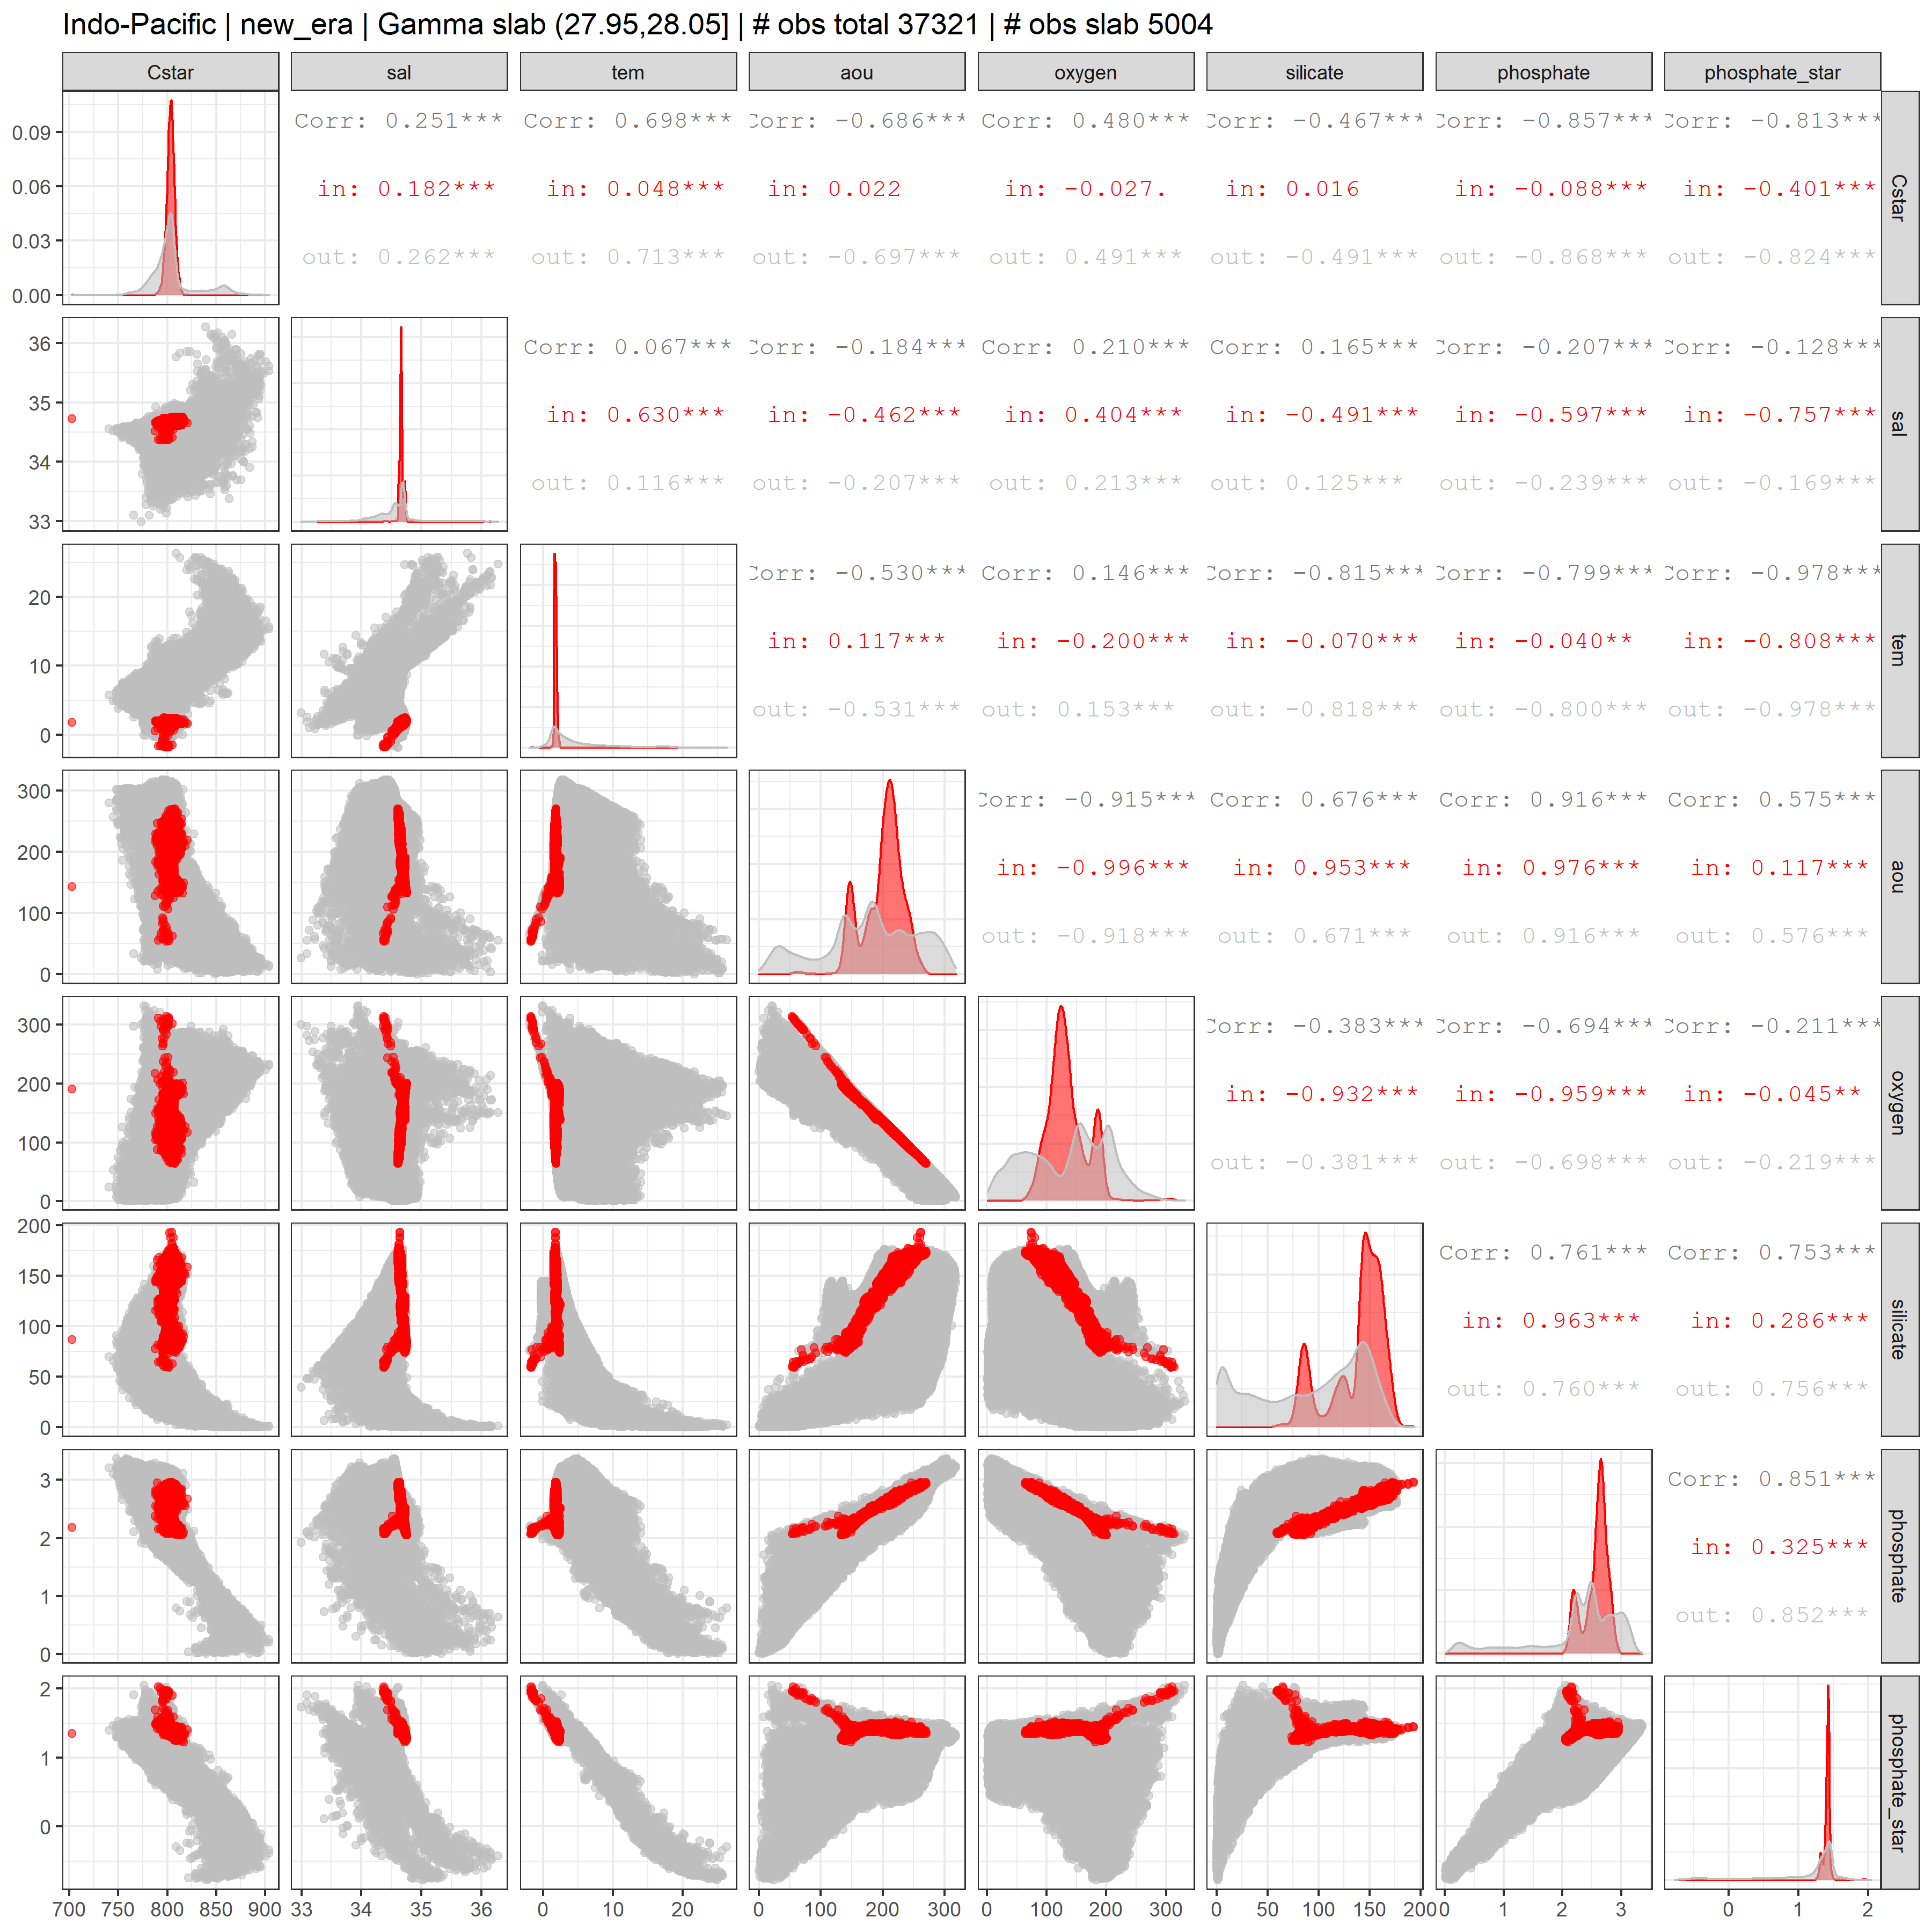 Indo-Pacific | new_era | Gamma slab (27.95,28.05] | # obs total 37321 | # obs slab 5004
Cstar sal tem aou oxygen silicate phosphate phosphate_star
Corr: 0.251*** Corr: 0.698*** Corr: -0.686*** Corr: 0.480*** Corr: -0.467*** Corr: -0.857*** Corr: -0.813***
in: 0.182*** in: 0.048*** in: 0.022 in: -0.027. in: 0.016 in: -0.088*** in: -0.401***
out: 0.262*** out: 0.713*** out: -0.697*** out: 0.491*** out: -0.491*** out: -0.868*** out: -0.824***
0.09
0.06
0.03
0.00
Cstar
Corr: 0.067*** Corr: -0.184*** Corr: 0.210*** Corr: 0.165*** Corr: -0.207*** Corr: -0.128***
in: 0.630*** in: -0.462*** in: 0.404*** in: -0.491*** in: -0.597*** in: -0.757***
out: 0.116*** out: -0.207*** out: 0.213*** out: 0.125*** out: -0.239*** out: -0.169***
36
35
34
33
sal
Corr: -0.530*** Corr: 0.146*** Corr: -0.815*** Corr: -0.799*** Corr: -0.978***
in: 0.117*** in: -0.200*** in: -0.070*** in: -0.040** in: -0.808***
out: -0.531*** out: 0.153*** out: -0.818*** out: -0.800*** out: -0.978***
20
10
0
tem
Corr: -0.915*** Corr: 0.676*** Corr: 0.916*** Corr: 0.575***
in: -0.996*** in: 0.953*** in: 0.976*** in: 0.117***
out: -0.918*** out: 0.671*** out: 0.916*** out: 0.576***
300
200
100
0
aou
Corr: -0.383*** Corr: -0.694*** Corr: -0.211***
in: -0.932*** in: -0.959*** in: -0.045**
out: -0.381*** out: -0.698*** out: -0.219***
300
200
100
0
oxygen
Corr: 0.761*** Corr: 0.753***
in: 0.963*** in: 0.286***
out: 0.760*** out: 0.756***
200
150
100
50
0
silicate
Corr: 0.851***
in: 0.325***
out: 0.852***
3
2
1
0
phosphate
2
1
0
phosphate_star
700 750 800 850 900 33 34 35 36 0 10 20 0 100 200 300 0 100 200 300 0 50 100 150 200 0 1 2 3 0 1 2